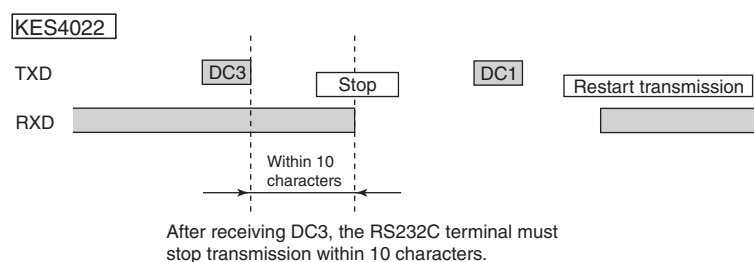 KES4022
TXD
DC3
Stop
DC1
Restart transmission
RXD
Within 10
characters
After receiving DC3, the RS232C terminal must
stop transmission within 10 characters.